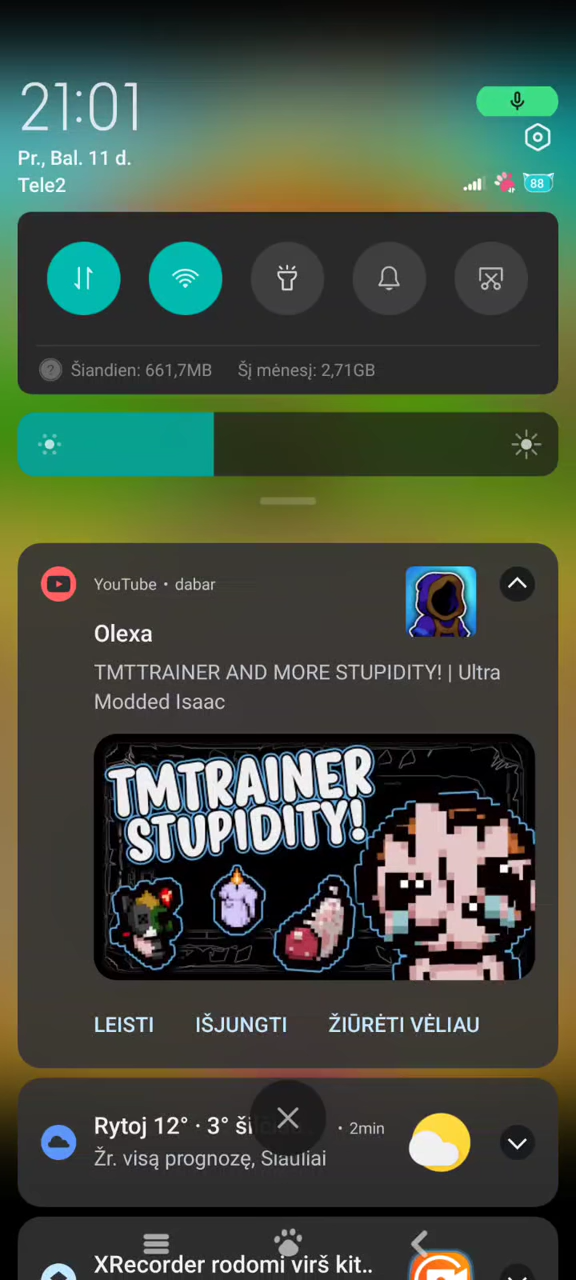 21:01
Pr., Bal. 11 d.
Tele2
88
Šiandien: 661,7MB Šį mėnesį: 2,71GB
YouTube • dabar
Olexa
TMTTRAINER AND MORE STUPIDITY! | Ultra
Modded Isaac
TMTRAINER
STUPIDITY!
LEISTI IŠJUNGTI ŽIŪRĖTI VĖLIAU
Rytoj 12° · 3° • 2min
Žr. visą prognozę, Šiauliai
XRecorder rodomi virš kit..